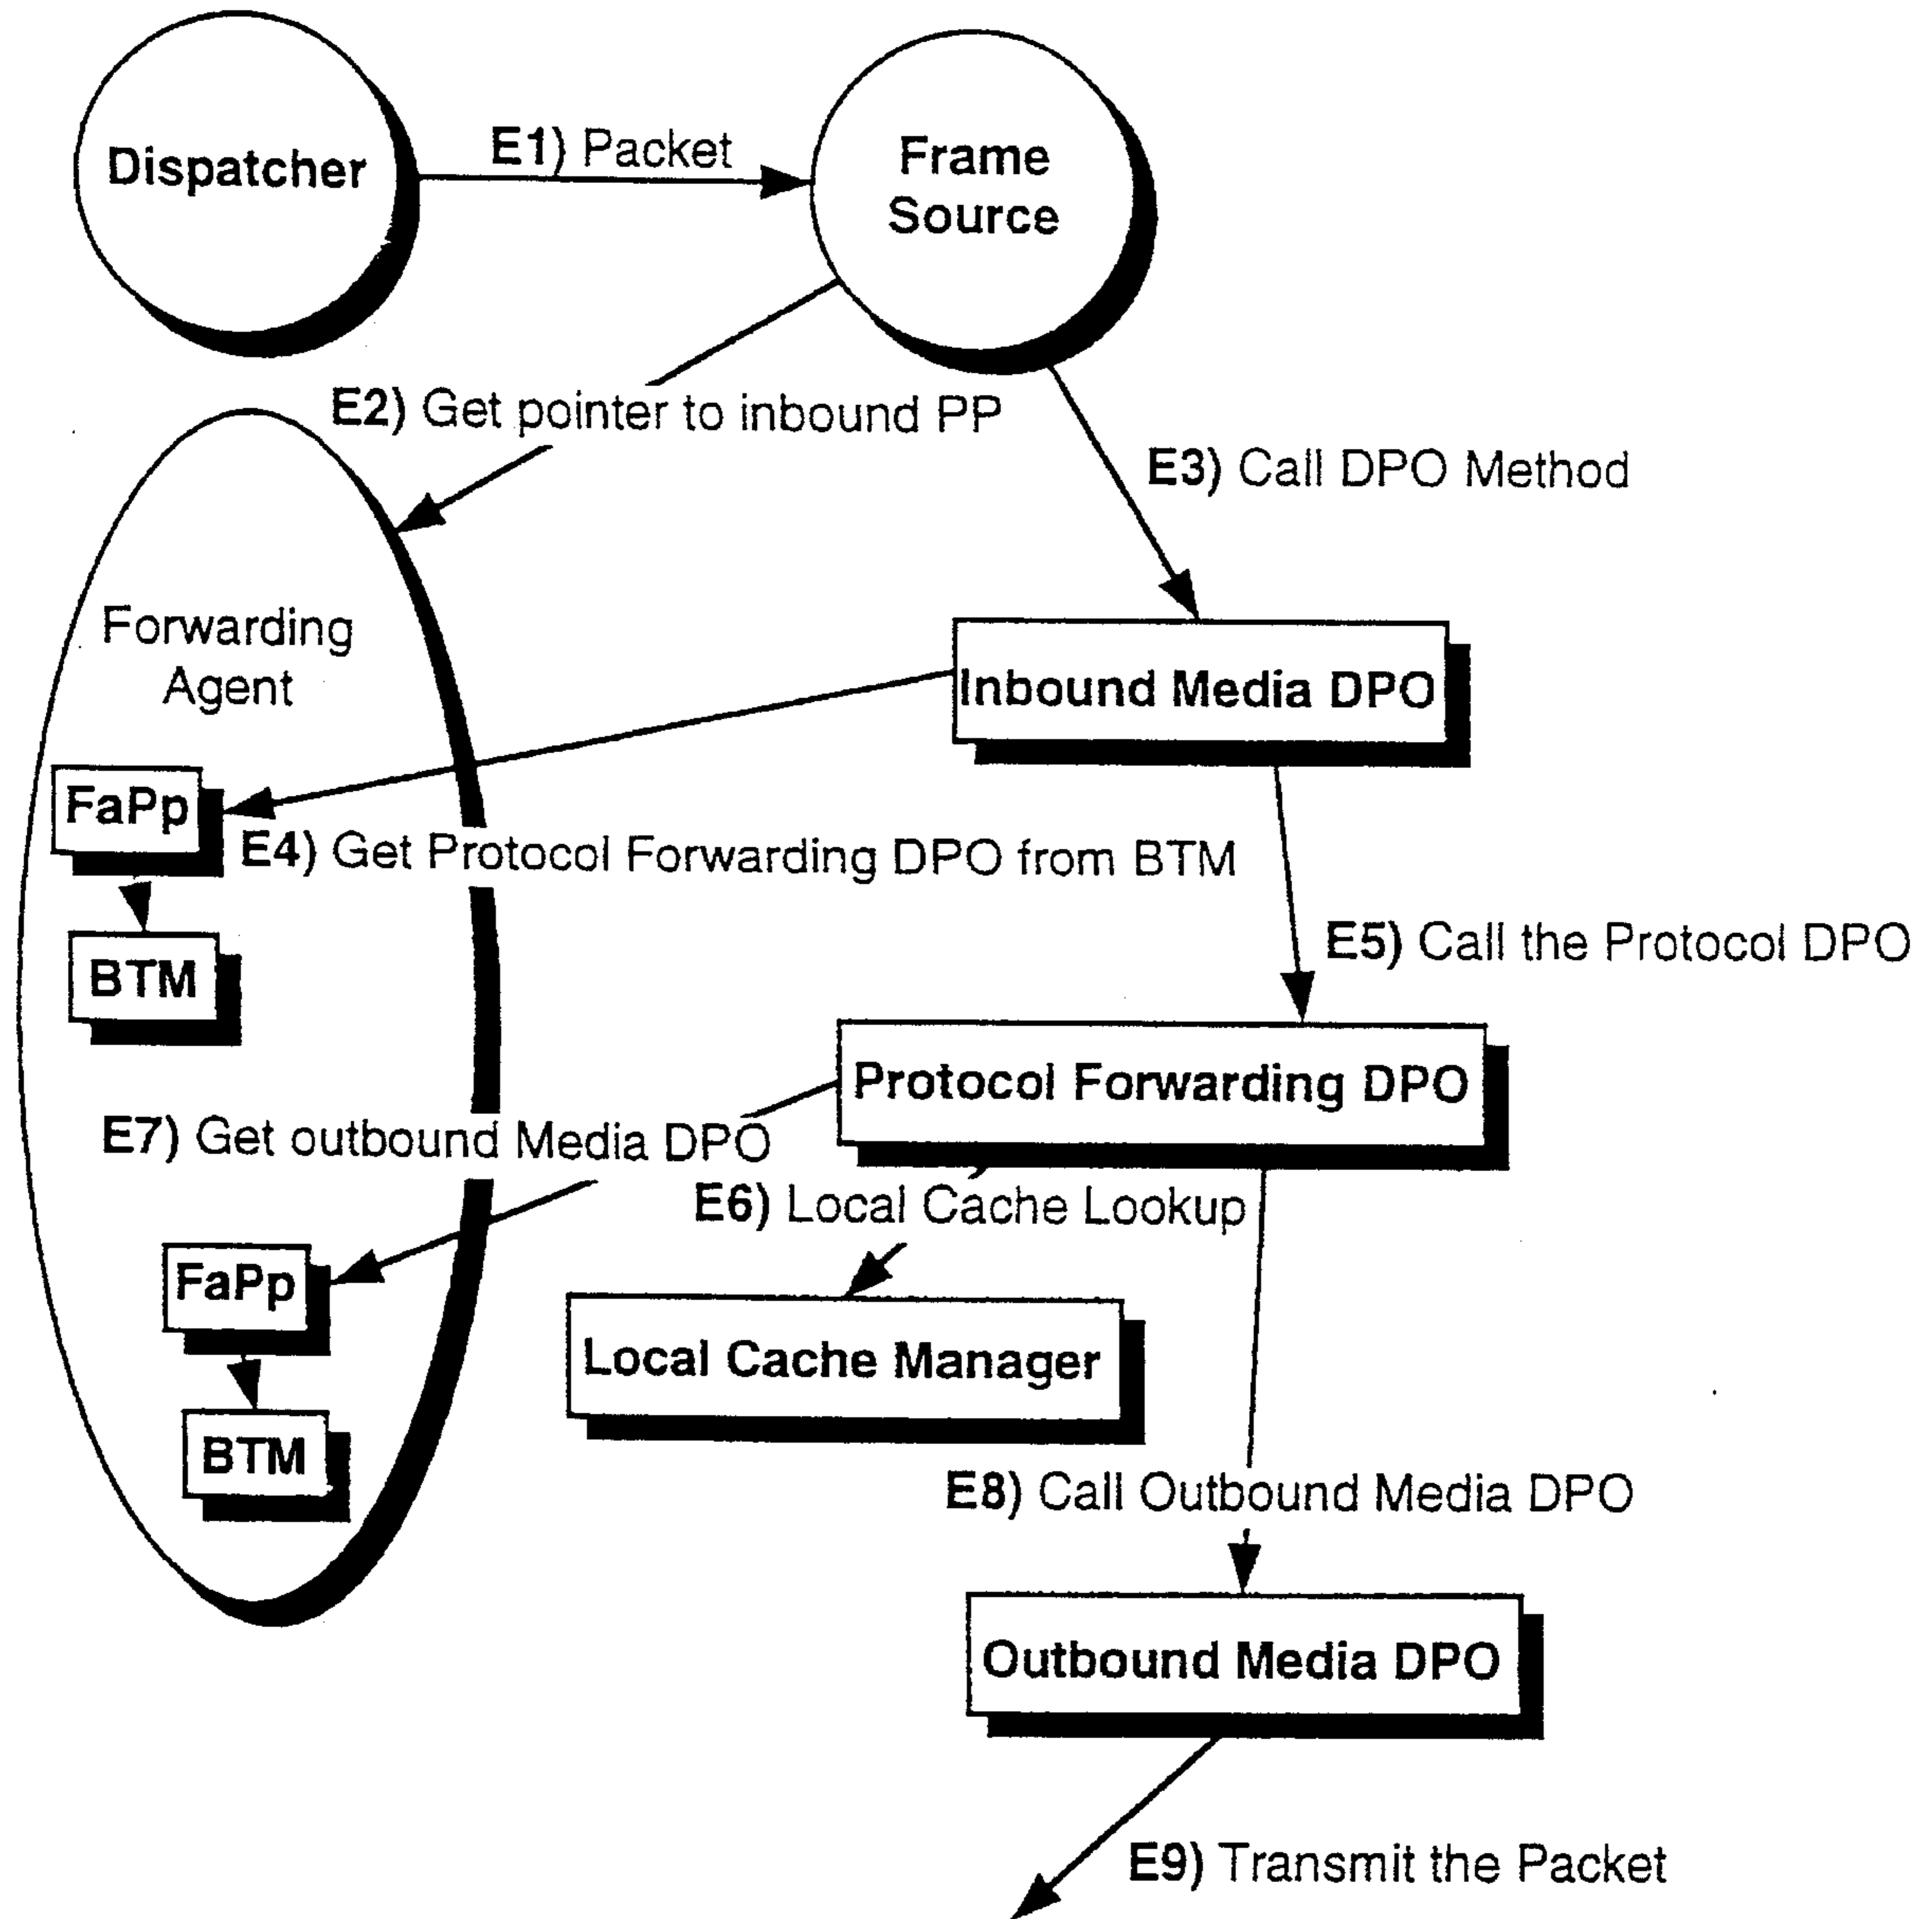 Dispatcher
E1) Packet
Frame
Source
E2) Get pointer to inbound PP
E3) Call DPO Method
Forwarding
Agent
Inbound Media DPO
FaPp
E4) Get Protocol Forwarding DPO from BTM
BTM
E5) Call the Protocol DPO
Protocol Forwarding DPO
E7) Get outbound Media DPO
E6) Local Cache Lookup
FaPp
Local Cache Manager
BTM
E8) Call Outbound Media DPO
Outbound Media DPO
E9) Transmit the Packet